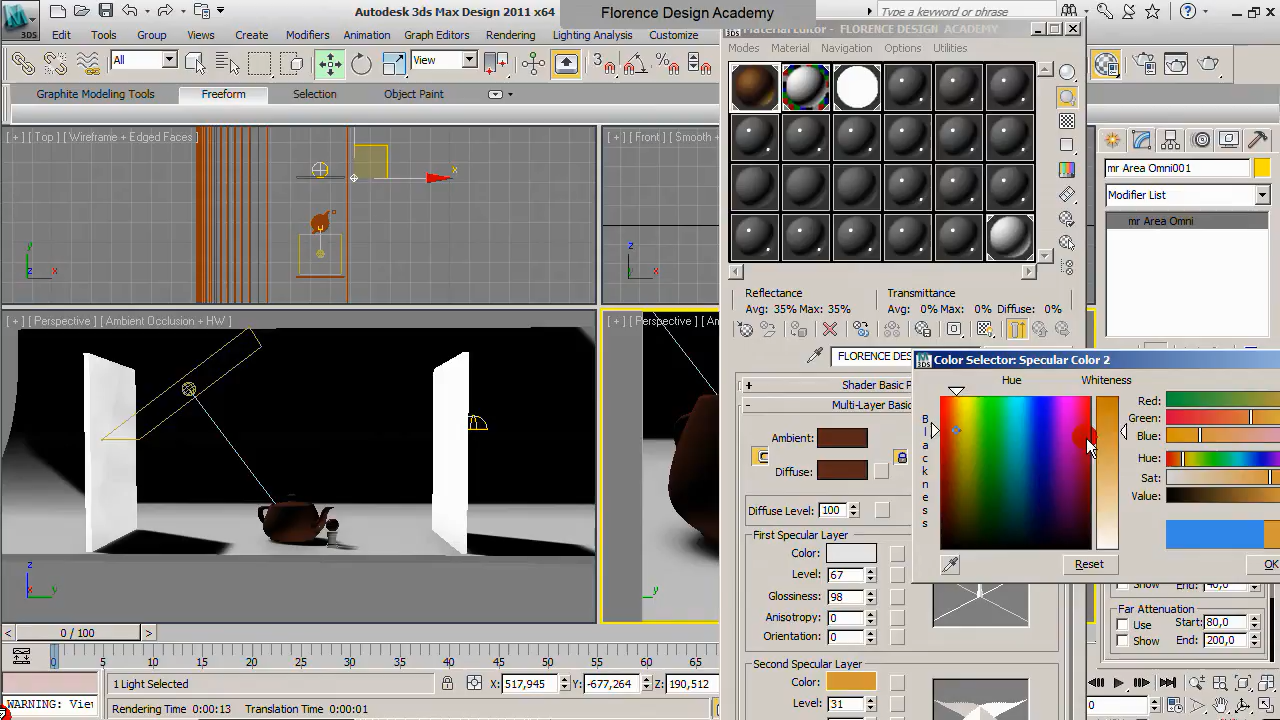 Autodesk 3ds Max Design 2011 x64
Florence Design Academy
Type a keyword or phrase
3DS
Edit Tools Modifiers Animation Graph Editors Rendering Lighting Analysis Customize
Material Editor - FLORENCE DESIGN ACADEMY
Modes Material Navigation Options Utilities
All View
Graphite Modeling Tools Freeform Selection Object Paint
[ + ] [ Top ] [ Wireframe + Edged Faces ]
[ + ] [ Front ] [ Smooth +
x
y
z x
z
x
mr Area Omni001
Modifier List
mr Area Omni
Reflectance Transmittance
Avg: 35% Max: 35% Avg: 0% Max: 0% Diffuse: 0%
[ + ] [ Perspective ] [ Ambient Occlusion + HW ]
[ + ] [ Perspective ] [ Am
FLORENCE DES
Shader Basic P
Multi-Layer Basic
Ambient:
Diffuse:
Diffuse Level: 100
First Specular Layer
Color:
Level: 67
Glossiness: 98
Anisotropy: 0
Orientation: 0
Second Specular Layer
Color:
Level: 31
Color Selector: Specular Color 2
Hue Whiteness
Blackness
Red:
Green:
Blue:
Hue:
Sat:
Value:
Reset OK
Show End: 40,0
Far Attenuation
Use Start: 80,0
Show End: 200,0
z
x
y
0 / 100
0 5 10 15 20 25 30 35 40 45 50 55 60 65
1 Light Selected X: 517,945 Y: -677,264 Z: 190,512
WARNING: Vie
Rendering Time 0:00:13 Translation Time 0:00:01
0